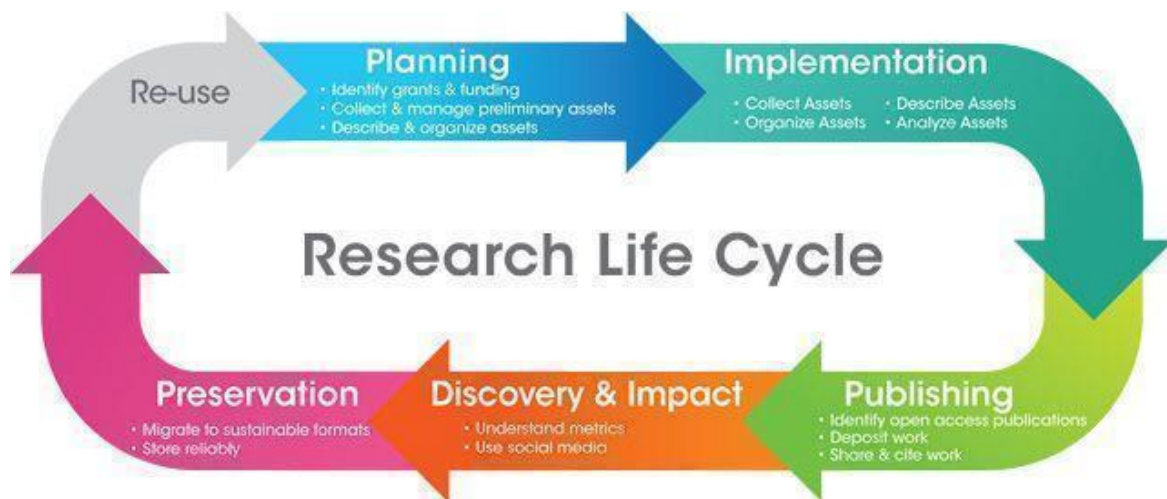 Re-use
Planning
• Identify grants & funding
• Collect & manage preliminary assets
• Describe & organize assets
Implementation
• Collect Assets • Describe Assets
• Organize Assets • Analyze Assets
Research Life Cycle
Preservation
• Migrate to sustainable formats
• Store reliably
Discovery & Impact
• Understand metrics
• Use social media
Publishing
• Identify open access publications
• Deposit work
• Share & cite work